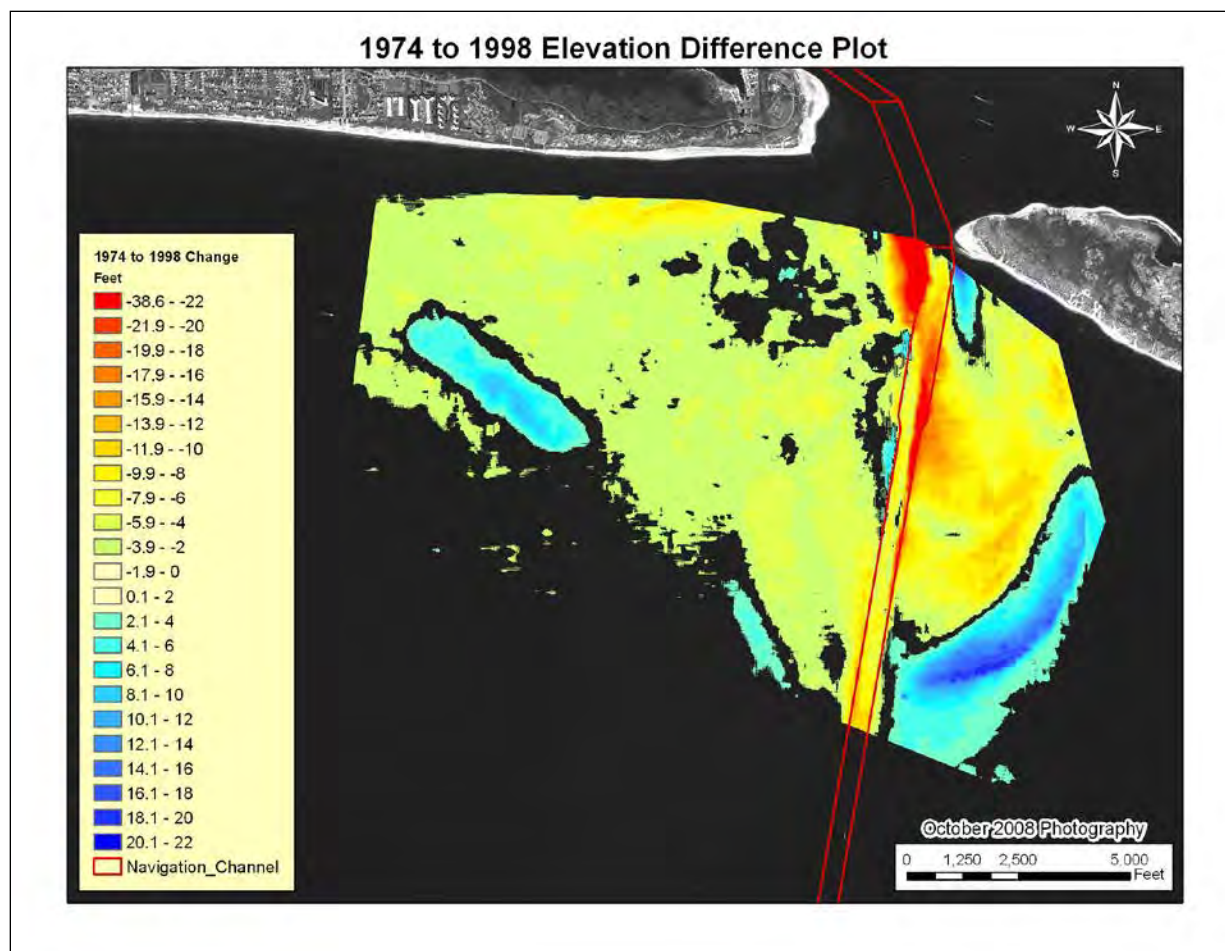 1974 to 1998 Elevation Difference Plot
N
W E
S
1974 to 1998 Change
Feet
-38.6 - -22
-21.9 - -20
-19.9 - -18
-17.9 - -16
-15.9 - -14
-13.9 - -12
-11.9 - -10
-9.9 - -8
-7.9 - -6
-5.9 - -4
-3.9 - -2
-1.9 - 0
0.1 - 2
2.1 - 4
4.1 - 6
6.1 - 8
8.1 - 10
10.1 - 12
12.1 - 14
14.1 - 16
16.1 - 18
18.1 - 20
20.1 - 22
Navigation_Channel
October 2008 Photography
0 1,250 2,500 5,000
Feet